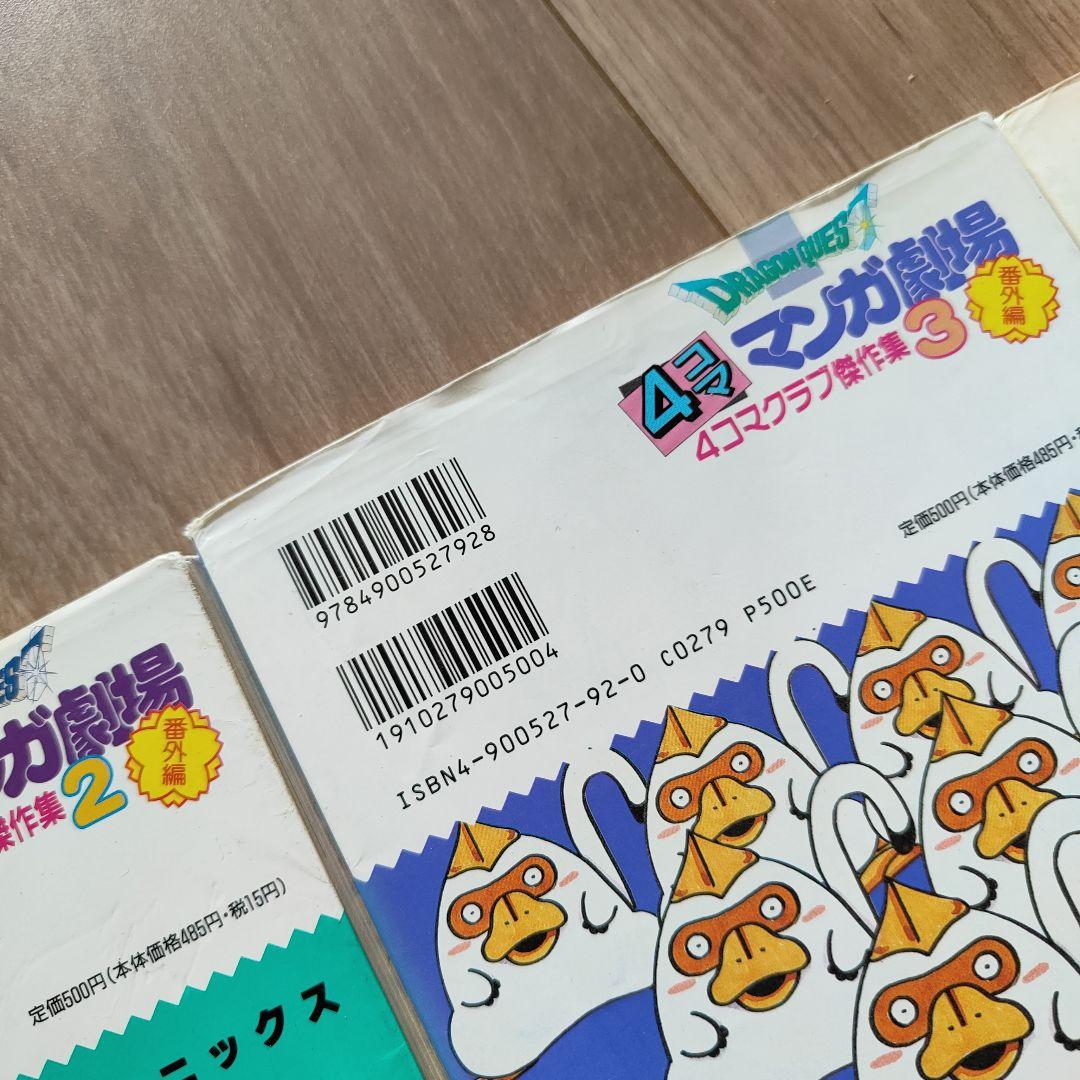 DRAGON QUEST
4コママンガ劇場
番外編
4コマクラブ傑作集3
定価500円(本体価格485円・
9784900527928
1910279005004
ISBN4-900527-92-0 C0279 P500E
ガ劇場
番外編
傑作集2
定価500円(本体価格485円・税15円)
ニックス